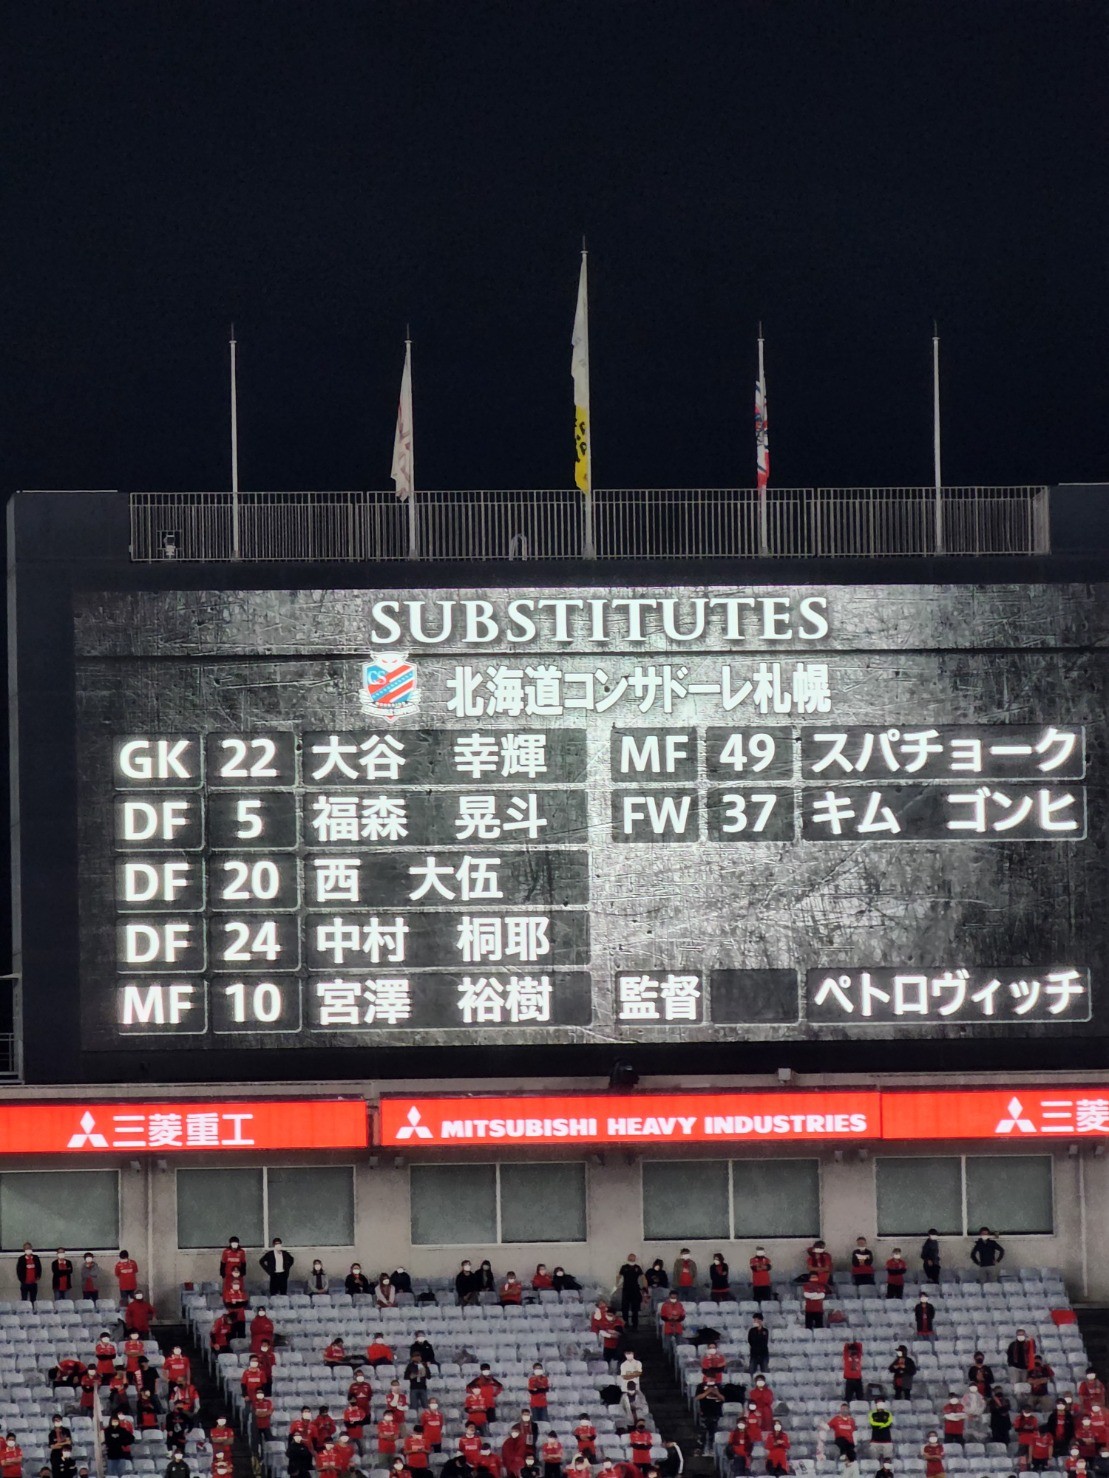 SUBSTITUTES
北海道コンサドーレ札幌
GK 22 大谷 幸輝
DF 5 福森 晃斗
DF 20 西 大伍
DF 24 中村 桐耶
MF 10 宮澤 裕樹
MF 49 スパチョーク
FW 37 キム ゴンヒ
監督 ペトロヴィッチ
三菱重工 MITSUBISHI HEAVY INDUSTRIES 三菱